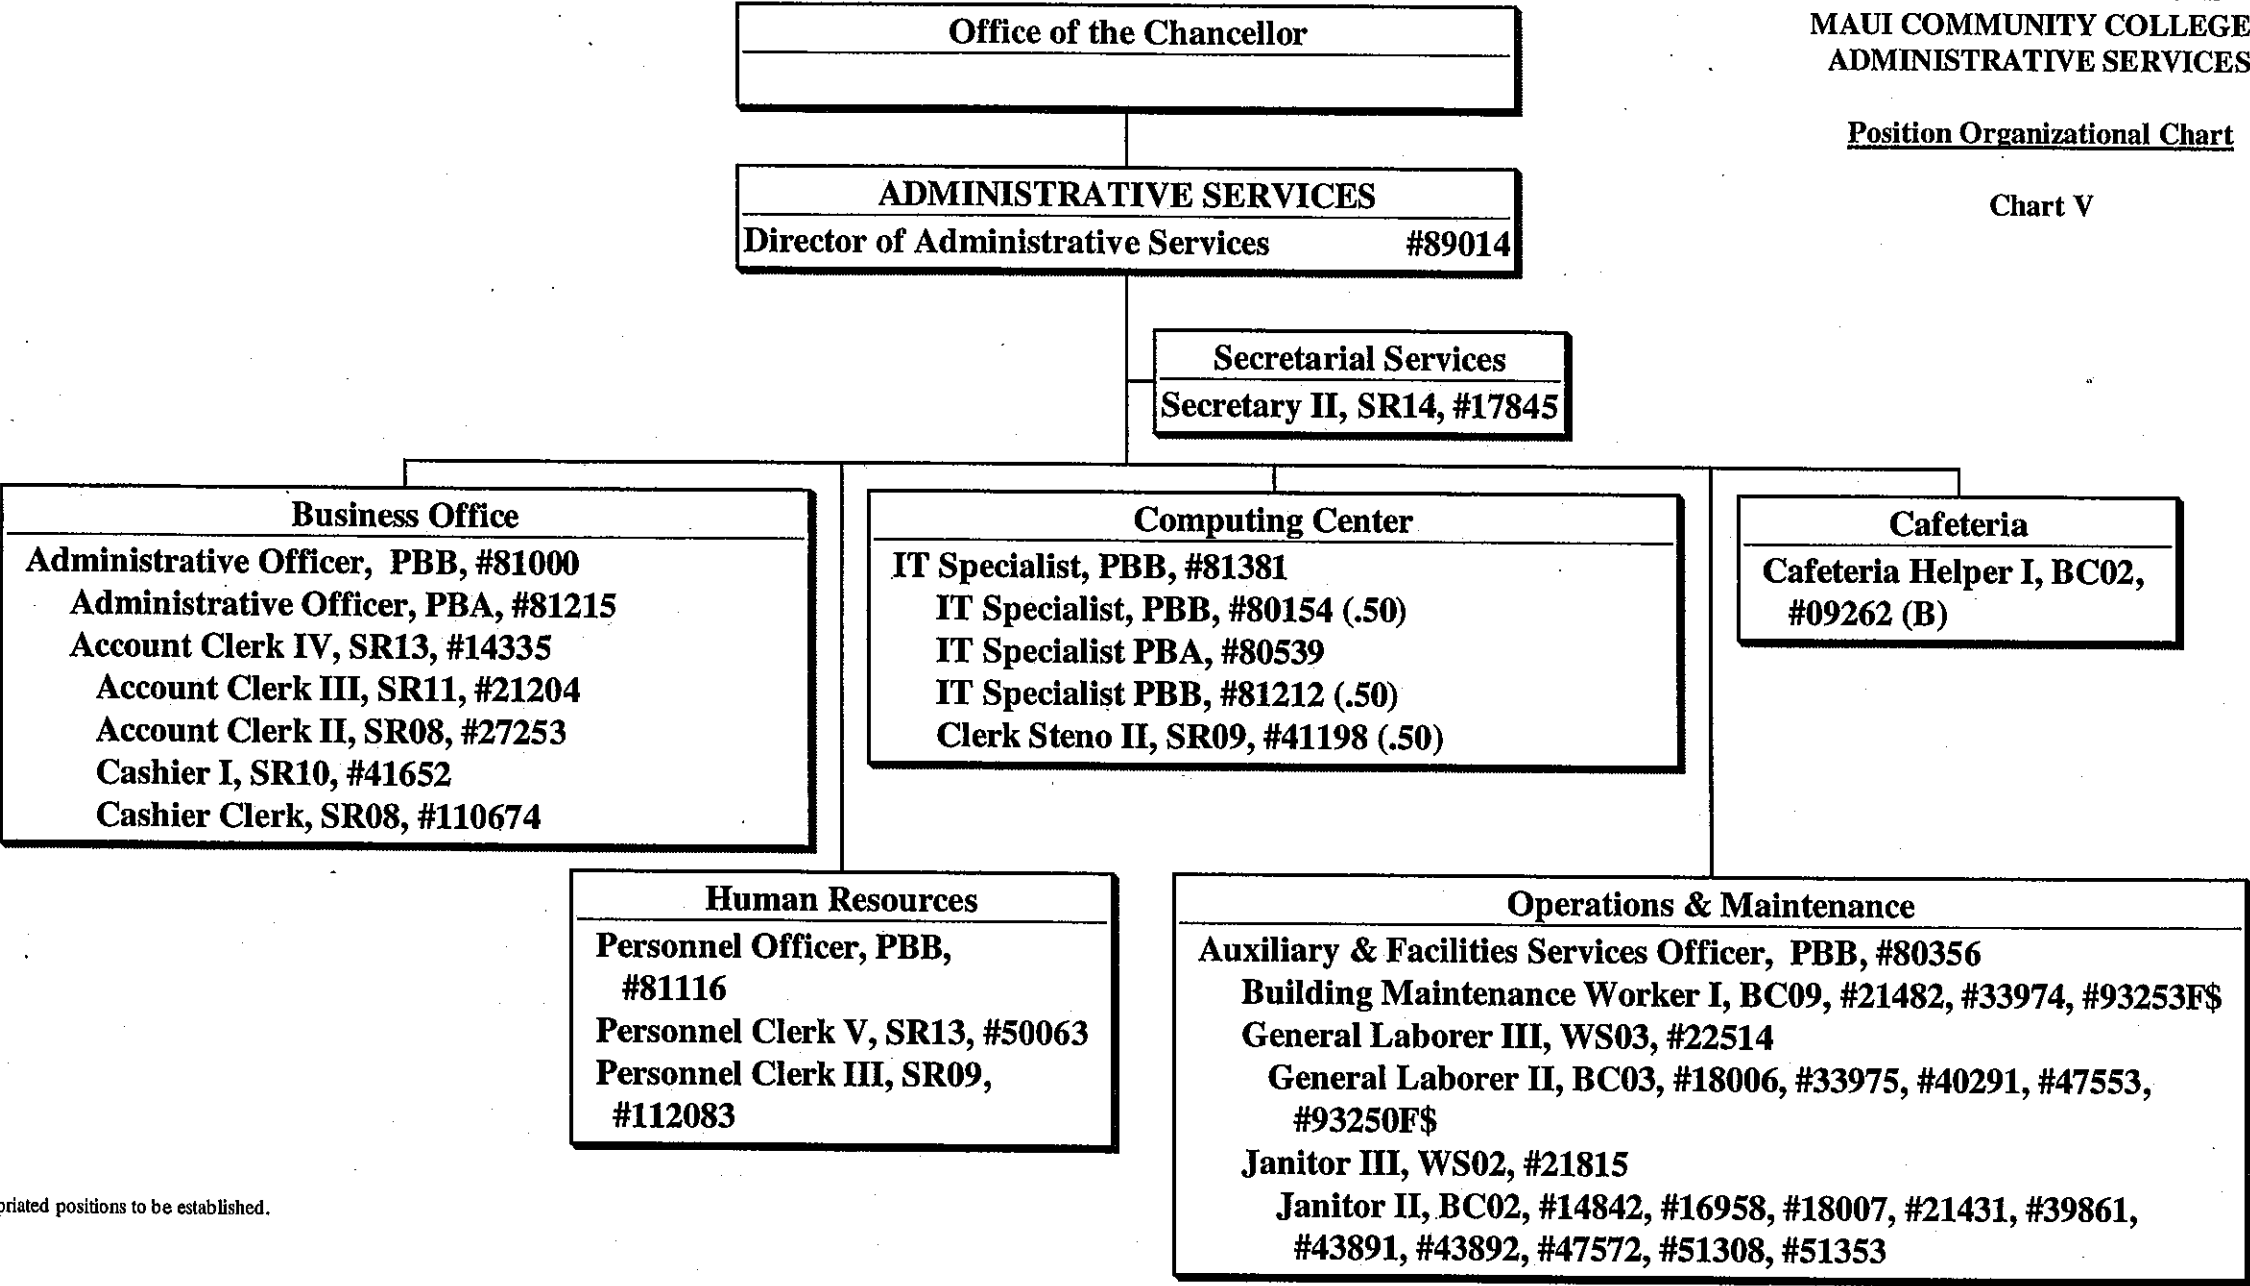 MAUI COMMUNITY COLLEGE
ADMINISTRATIVE SERVICES
Position Organizational Chart
Chart V
Office of the Chancellor
ADMINISTRATIVE SERVICES
Director of Administrative Services #89014
Secretarial Services
Secretary II, SR14, #17845
Business Office
Administrative Officer, PBB, #81000
Administrative Officer, PBA, #81215
Account Clerk IV, SR13, #14335
Account Clerk III, SR11, #21204
Account Clerk II, SR08, #27253
Cashier I, SR10, #41652
Cashier Clerk, SR08, #110674
Computing Center
IT Specialist, PBB, #81381
IT Specialist, PBB, #80154 (.50)
IT Specialist PBA, #80539
IT Specialist PBB, #81212 (.50)
Clerk Steno II, SR09, #41198 (.50)
Cafeteria
Cafeteria Helper I, BC02,
#09262 (B)
Human Resources
Personnel Officer, PBB,
#81116
Personnel Clerk V, SR13, #50063
Personnel Clerk III, SR09,
#112083
Operations & Maintenance
Auxiliary & Facilities Services Officer, PBB, #80356
Building Maintenance Worker I, BC09, #21482, #33974, #93253F$
General Laborer III, WS03, #22514
General Laborer II, BC03, #18006, #33975, #40291, #47553,
#93250F$
Janitor III, WS02, #21815
Janitor II, BC02, #14842, #16958, #18007, #21431, #39861,
#43891, #43892, #47572, #51308, #51353
positions to be established.